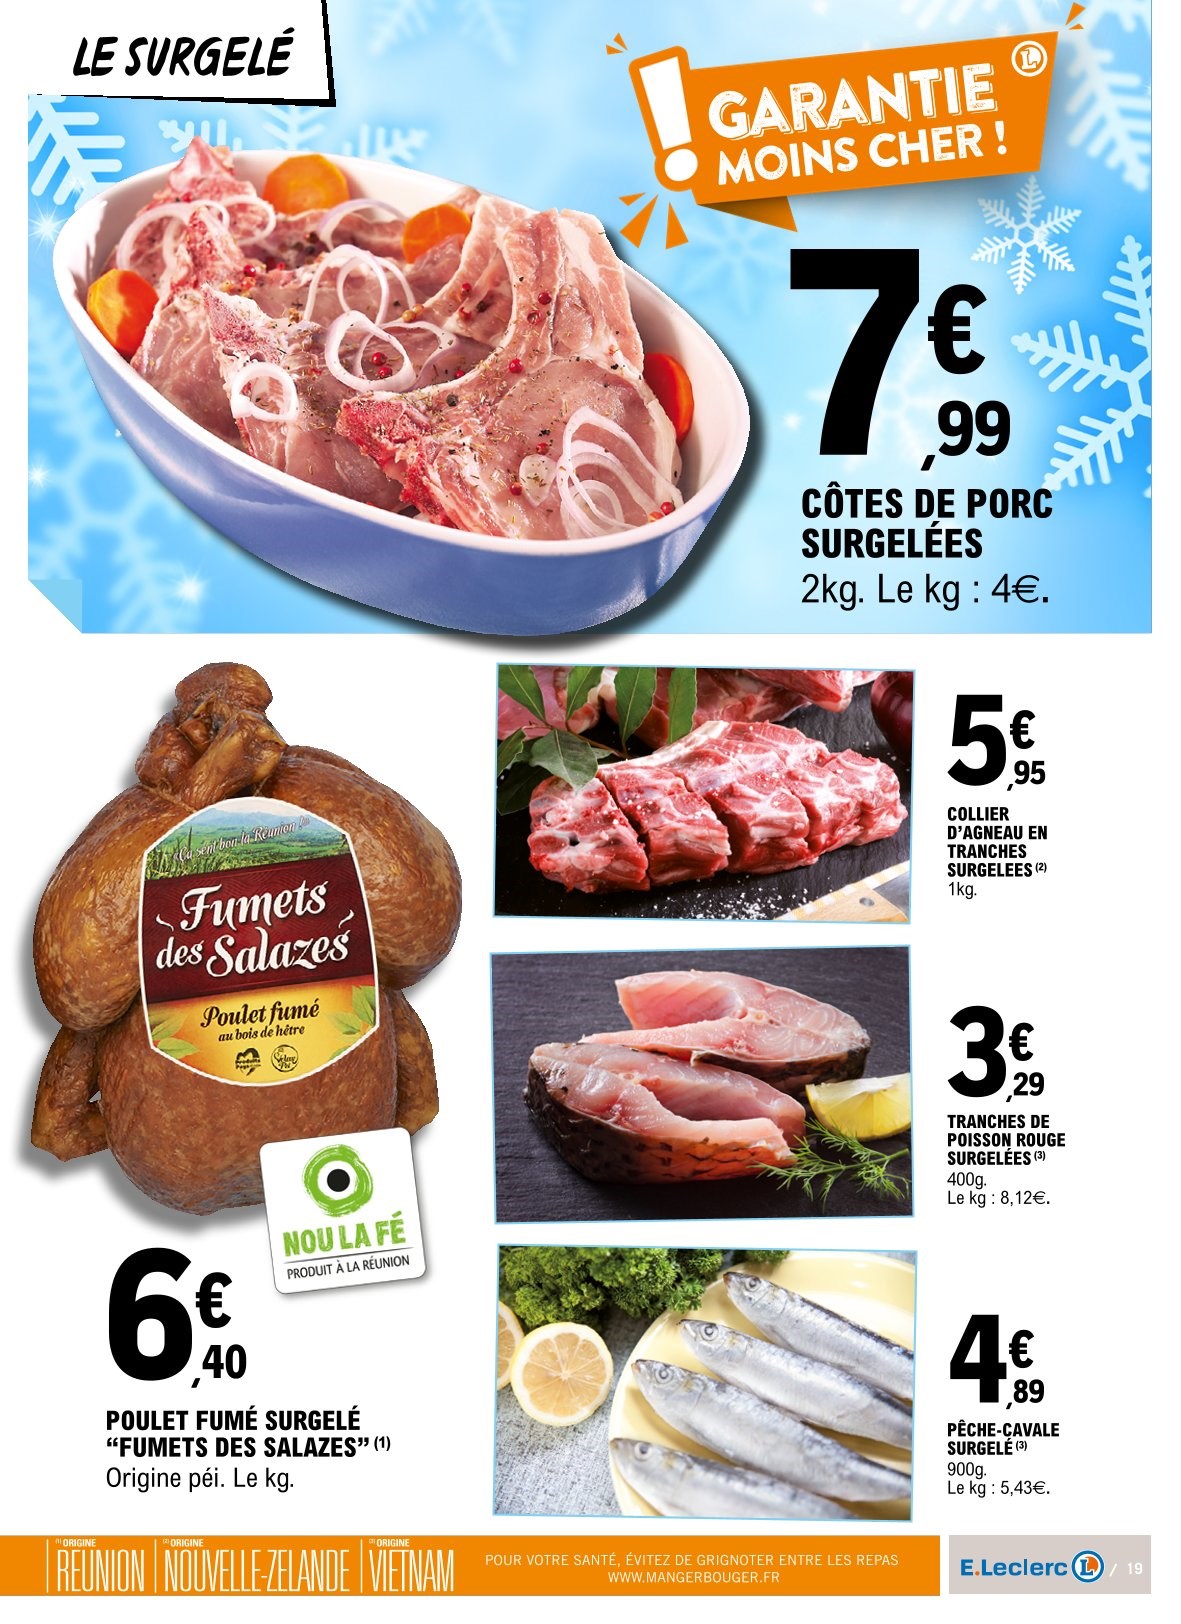 LE SURGELÉ
GARANTIE
MOINS CHER !
7€,99
CÔTES DE PORC
SURGELÉES
2kg. Le kg : 4€.
Ça sent bon la Réunion
Fumets
des Salazes
Poulet fumé
au bois de hêtre
NOU LA FÉ
PRODUIT À LA RÉUNION
6€,40
POULET FUMÉ SURGELÉ
“FUMETS DES SALAZES” (1)
Origine péi. Le kg.
5€,95
COLLIER
D’AGNEAU EN
TRANCHES
SURGELEES (2)
1kg.
3€,29
TRANCHES DE
POISSON ROUGE
SURGELÉES (3)
400g.
Le kg : 8,12€.
4€,89
PÊCHE-CAVALE
SURGELÉ (3)
900g.
Le kg : 5,43€.
(1) ORIGINE
REUNION
(2) ORIGINE
NOUVELLE-ZELANDE
(3) ORIGINE
VIETNAM
POUR VOTRE SANTÉ, ÉVITEZ DE GRIGNOTER ENTRE LES REPAS
WWW.MANGERBOUGER.FR
E.Leclerc L / 19